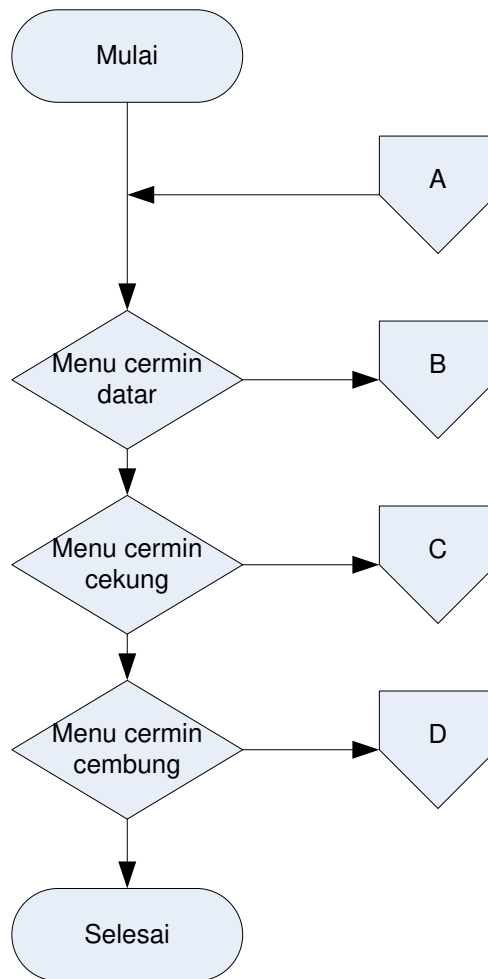 Mulai
A
Menu cermin
datar
B
Menu cermin
cekung
C
Menu cermin
cembung
D
Selesai